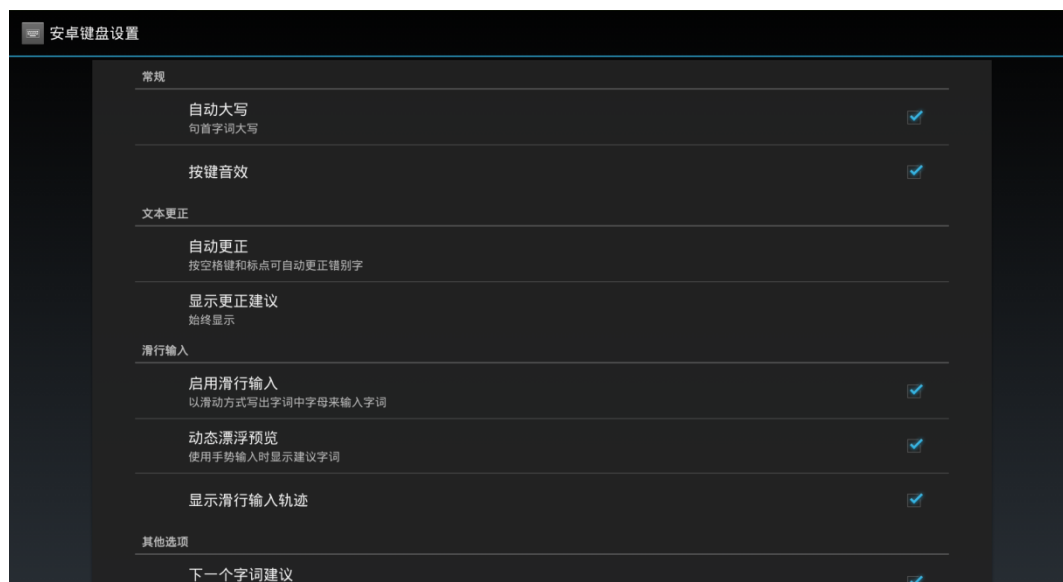 安卓键盘设置
常规
自动大写
句首字词大写
按键音效
文本更正
自动更正
按空格键和标点可自动更正错别字
显示更正建议
始终显示
滑行输入
启用滑行输入
以滑动方式写出字词中字母来输入字词
动态漂浮预览
使用手势输入时显示建议字词
显示滑行输入轨迹
其他选项
下一个字词建议